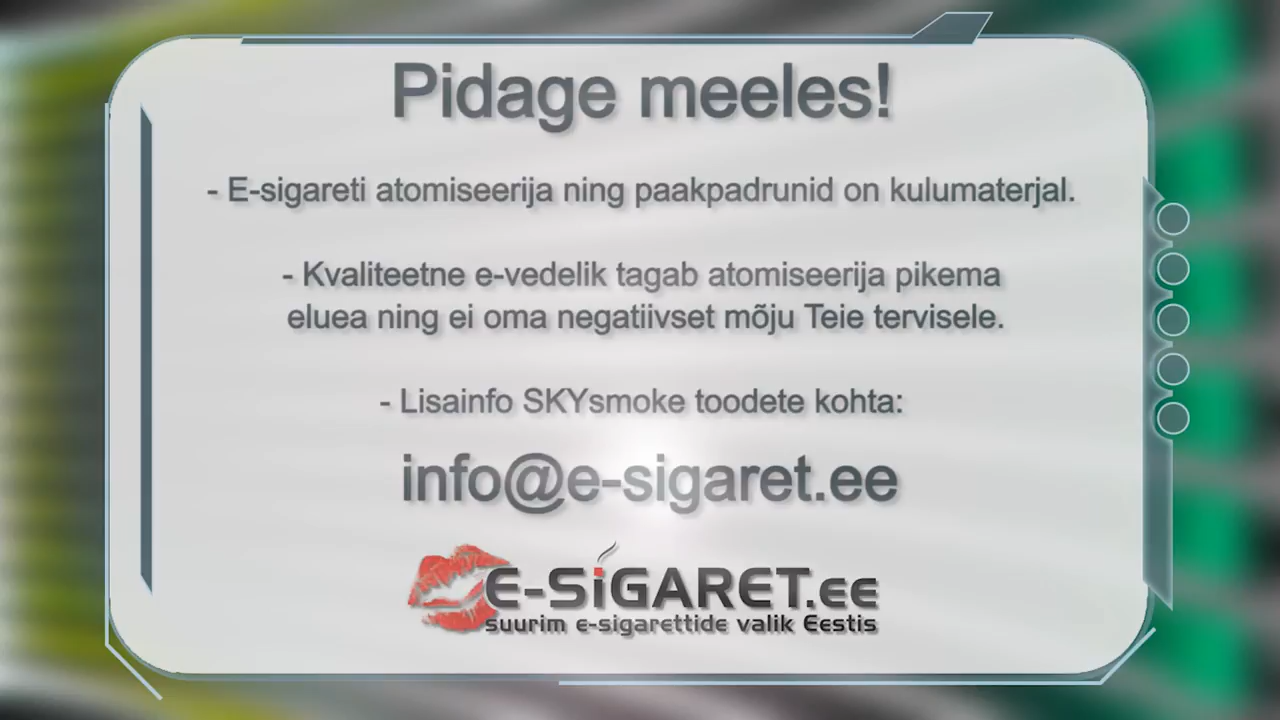 Pidage meeles!
- E-sigareti atomiseerija ning paakpadrunid on kulumaterjal.
- Kvaliteetne e-vedelik tagab atomiseerija pikema
eluea ning ei oma negatiivset mõju Teie tervisele.
- Lisainfo SKYsmoke toodete kohta:
info@e-sigaret.ee
E-SiGARET.ee
suurim e-sigarettide valik Eestis